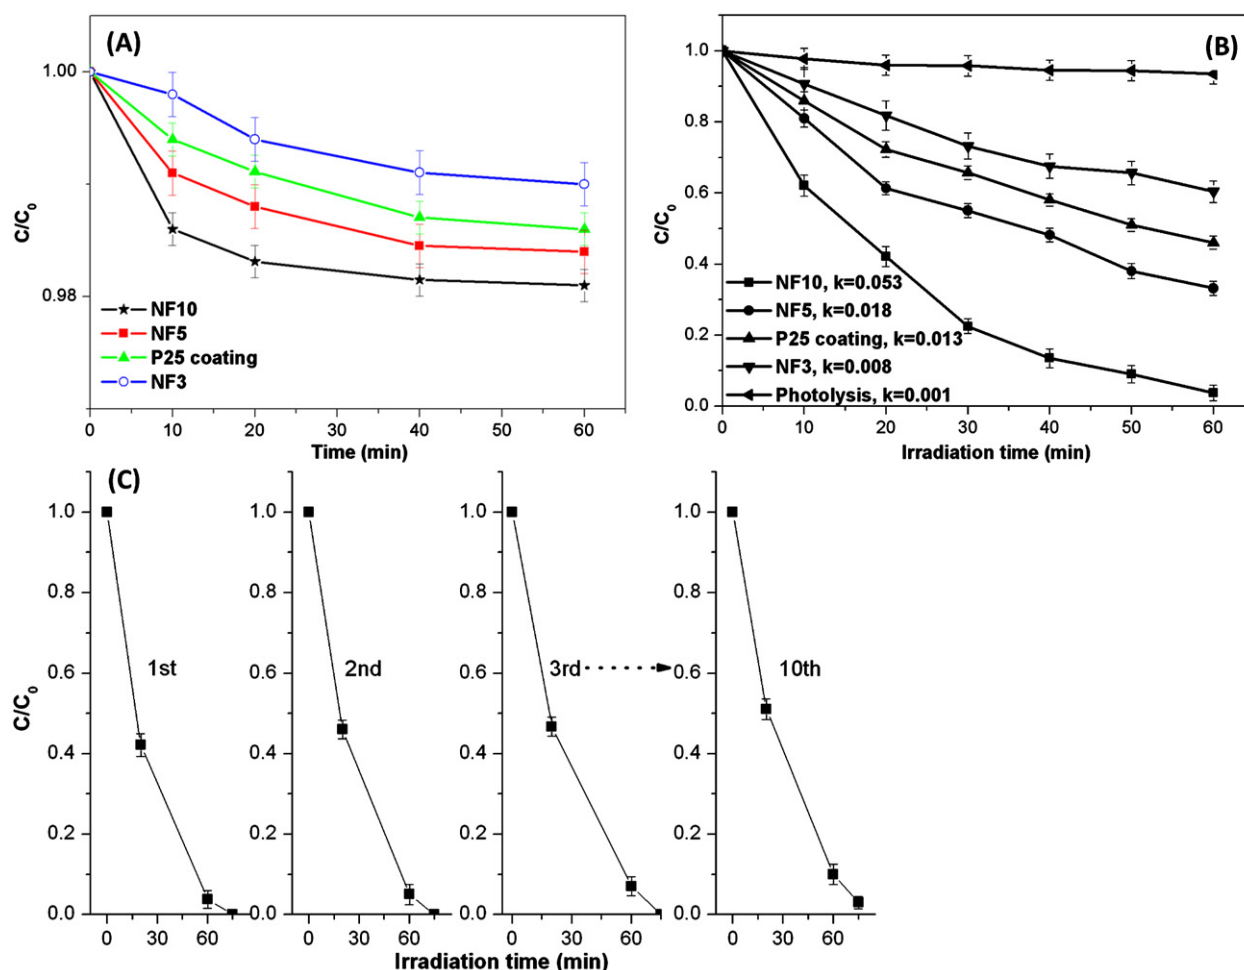 (A)
1.00
0.98
C/C₀
NF10
NF5
P25 coating
NF3
0 10 20 30 40 50 60
Time (min)
(B)
1.0
0.8
0.6
0.4
0.2
0.0
C/C₀
NF10, k=0.053
NF5, k=0.018
P25 coating, k=0.013
NF3, k=0.008
Photolysis, k=0.001
0 10 20 30 40 50 60
Irradiation time (min)
(C)
C/C₀
1.0
0.8
0.6
0.4
0.2
0.0
1st
0 30 60
1.0
0.8
0.6
0.4
0.2
0.0
2nd
0 30 60
1.0
0.8
0.6
0.4
0.2
0.0
3rd
0 30 60
1.0
0.8
0.6
0.4
0.2
0.0
10th
0 30 60
Irradiation time (min)